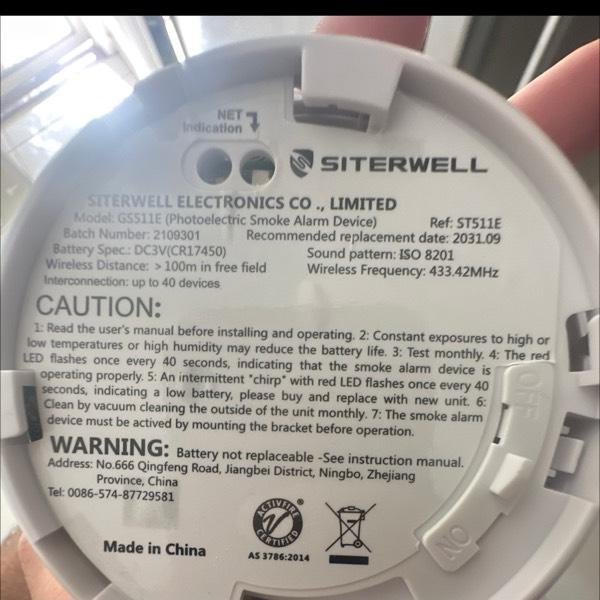 NET
Indication
SITERWELL
SITERWELL ELECTRONICS CO ., LIMITED
Model: GS511E (Photoelectric Smoke Alarm Device) Ref: ST511E
Batch Number: 2109301 Recommended replacement date: 2031.09
Battery Spec.: DC3V(CR17450) Sound pattern: ISO 8201
Wireless Distance: > 100m in free field Wireless Frequency: 433.42MHz
Interconnection: up to 40 devices
CAUTION:
1: Read the user's manual before installing and operating. 2: Constant exposures to high or
low temperatures or high humidity may reduce the battery life. 3: Test monthly. 4: The red
LED flashes once every 40 seconds, indicating that the smoke alarm device is
operating properly. 5: An intermittent "chirp" with red LED flashes once every 40
seconds, indicating a low battery, please buy and replace with new unit. 6:
Clean by vacuum cleaning the outside of the unit monthly. 7: The smoke alarm
device must be actived by mounting the bracket before operation.
OFF
WARNING: Battery not replaceable -See instruction manual.
Address: No.666 Qingfeng Road, Jiangbei District, Ningbo, Zhejiang
Province, China
Tel: 0086-574-87729581
ACTIVFIRE
CERTIFIED
ON
Made in China
AS 3786:2014